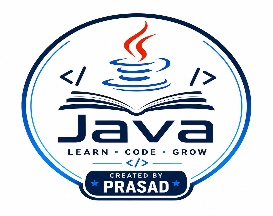 </ />
Java
LEARN - CODE - GROW
</>
CREATED BY
PRASAD